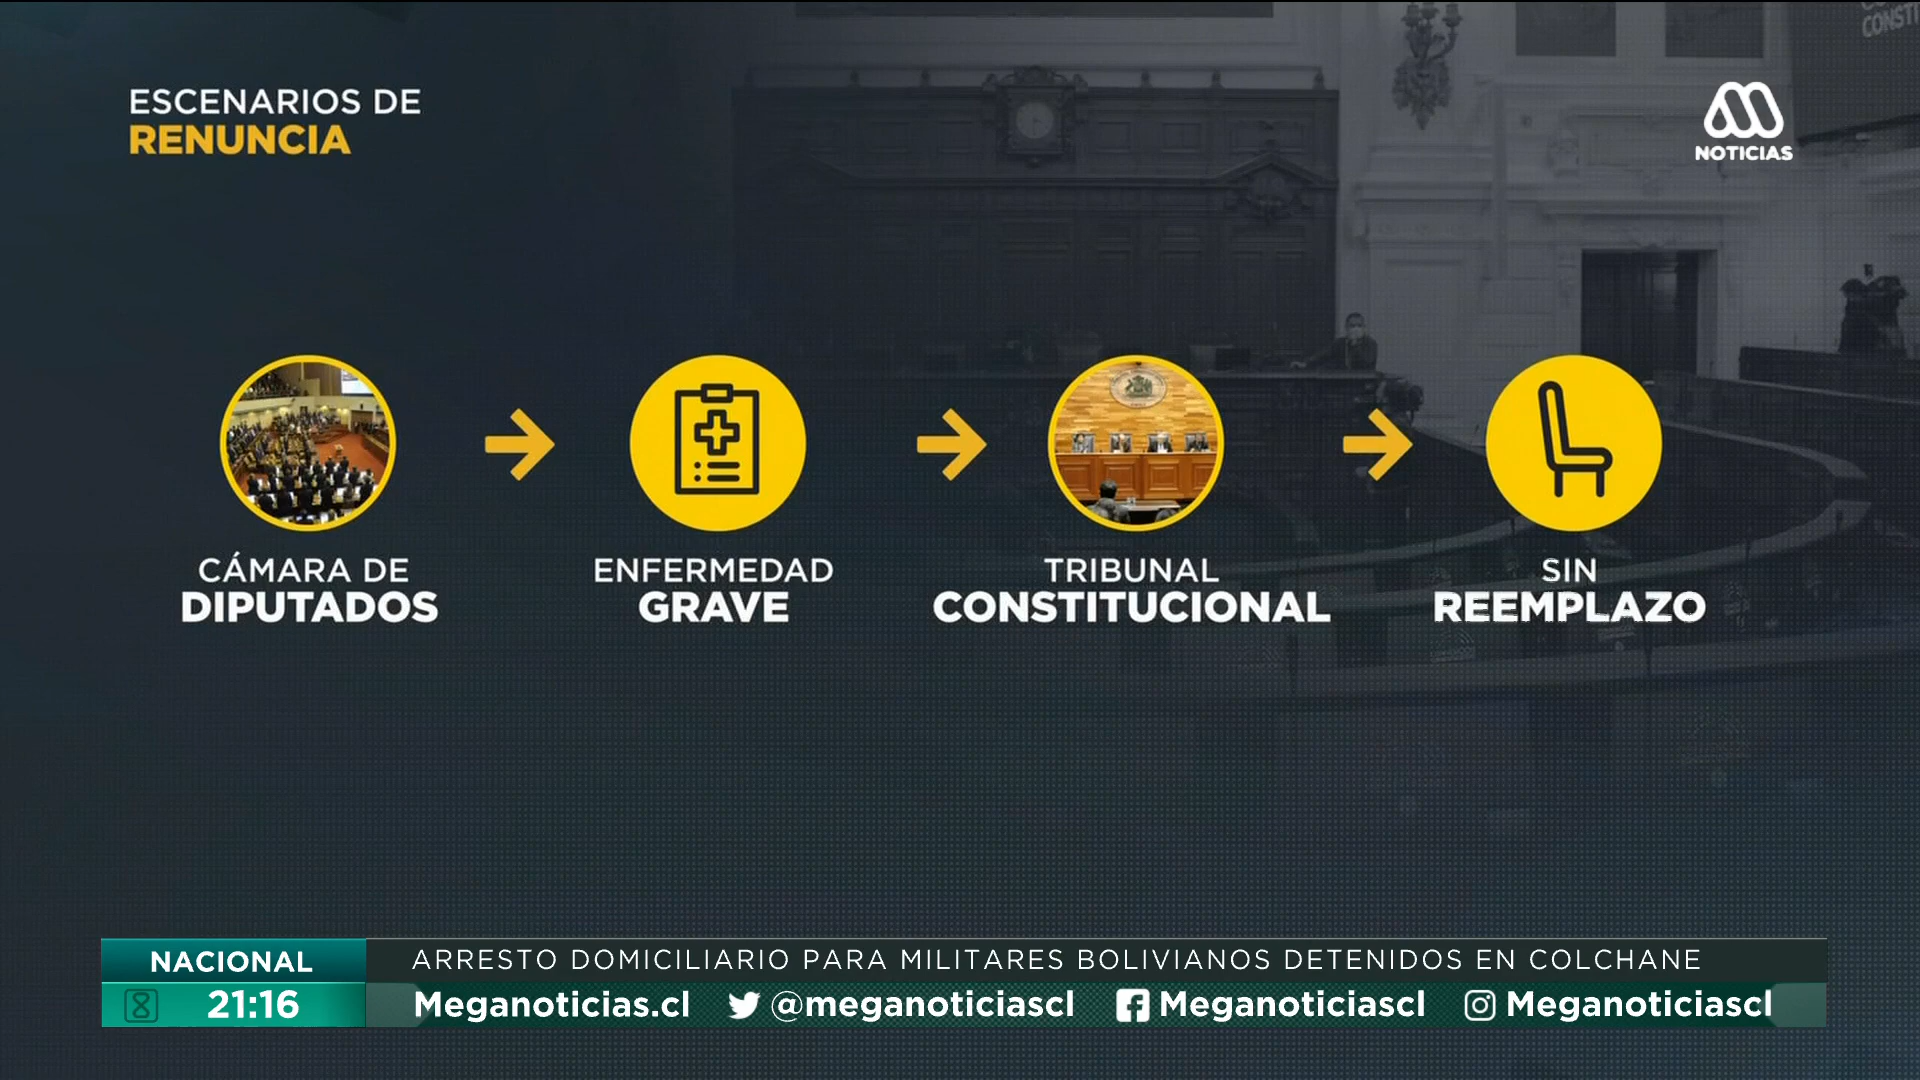 ESCENARIOS DE
RENUNCIA
NOTICIAS
CONSTI
CÁMARA DE
DIPUTADOS
ENFERMEDAD
GRAVE
TRIBUNAL
CONSTITUCIONAL
SIN
REEMPLAZO
NACIONAL
ARRESTO DOMICILIARIO PARA MILITARES BOLIVIANOS DETENIDOS EN COLCHANE
21:16
Meganoticias.cl @meganoticiascl Meganoticiascl Meganoticiascl